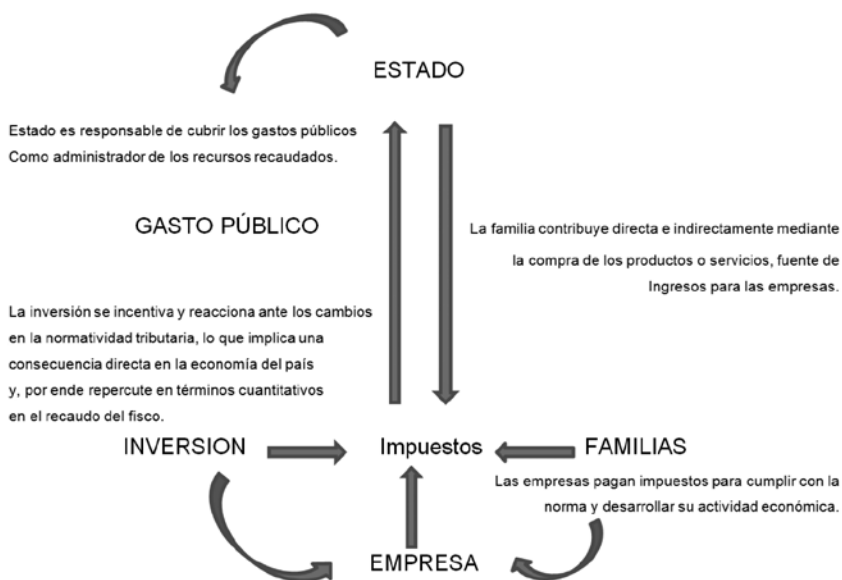 ESTADO
Estado es responsable de cubrir los gastos públicos
Como administrador de los recursos recaudados.
GASTO PÚBLICO
La familia contribuye directa e indirectamente mediante
la compra de los productos o servicios, fuente de
Ingresos para las empresas.
La inversión se incentiva y reacciona ante los cambios
en la normatividad tributaria, lo que implica una
consecuencia directa en la economía del país
y, por ende repercute en términos cuantitativos
en el recaudo del fisco.
INVERSION
Impuestos
FAMILIAS
Las empresas pagan impuestos para cumplir con la
norma y desarrollar su actividad económica.
EMPRESA